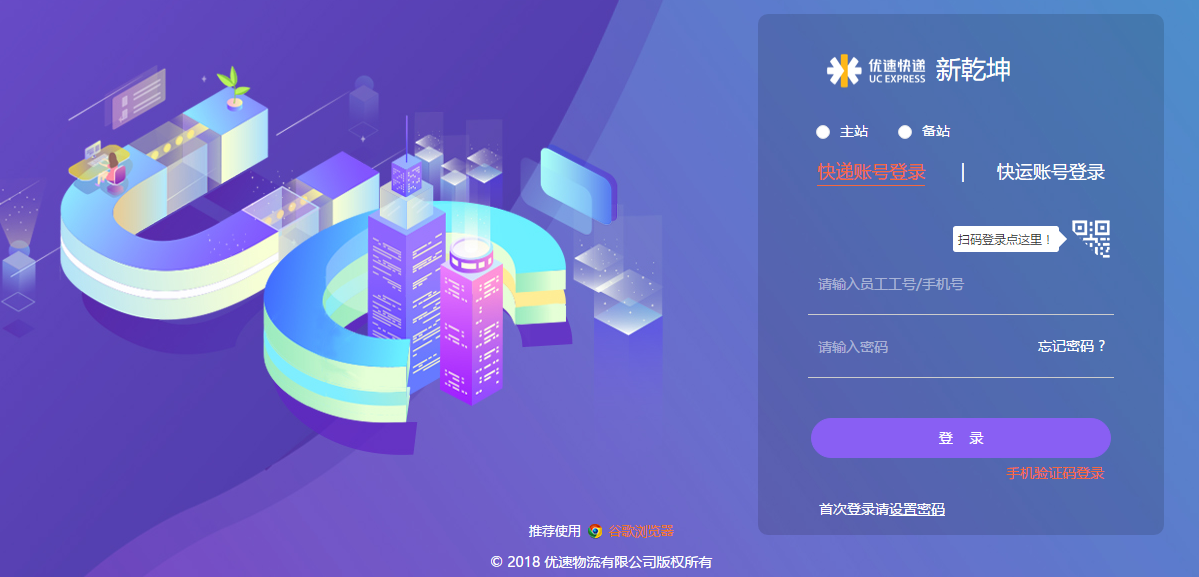 优速快递 新乾坤
UC EXPRESS
主站 备站
快递账号登录 | 快运账号登录
扫码登录点这里！
请输入员工工号/手机号
请输入密码 忘记密码？
登 录
手机验证码登录
首次登录请设置密码
推荐使用 谷歌浏览器
© 2018 优速物流有限公司版权所有